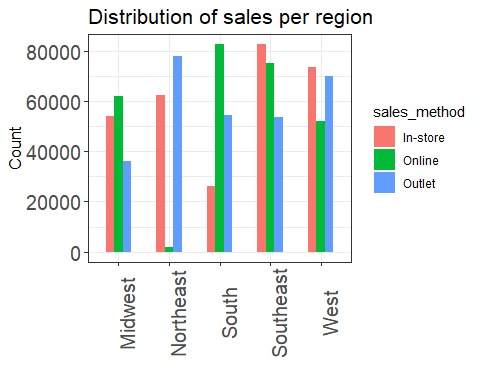 Distribution of sales per region
80000
60000
40000
20000
0
Count
Midwest
Northeast
South
Southeast
West
sales_method
In-store
Online
Outlet